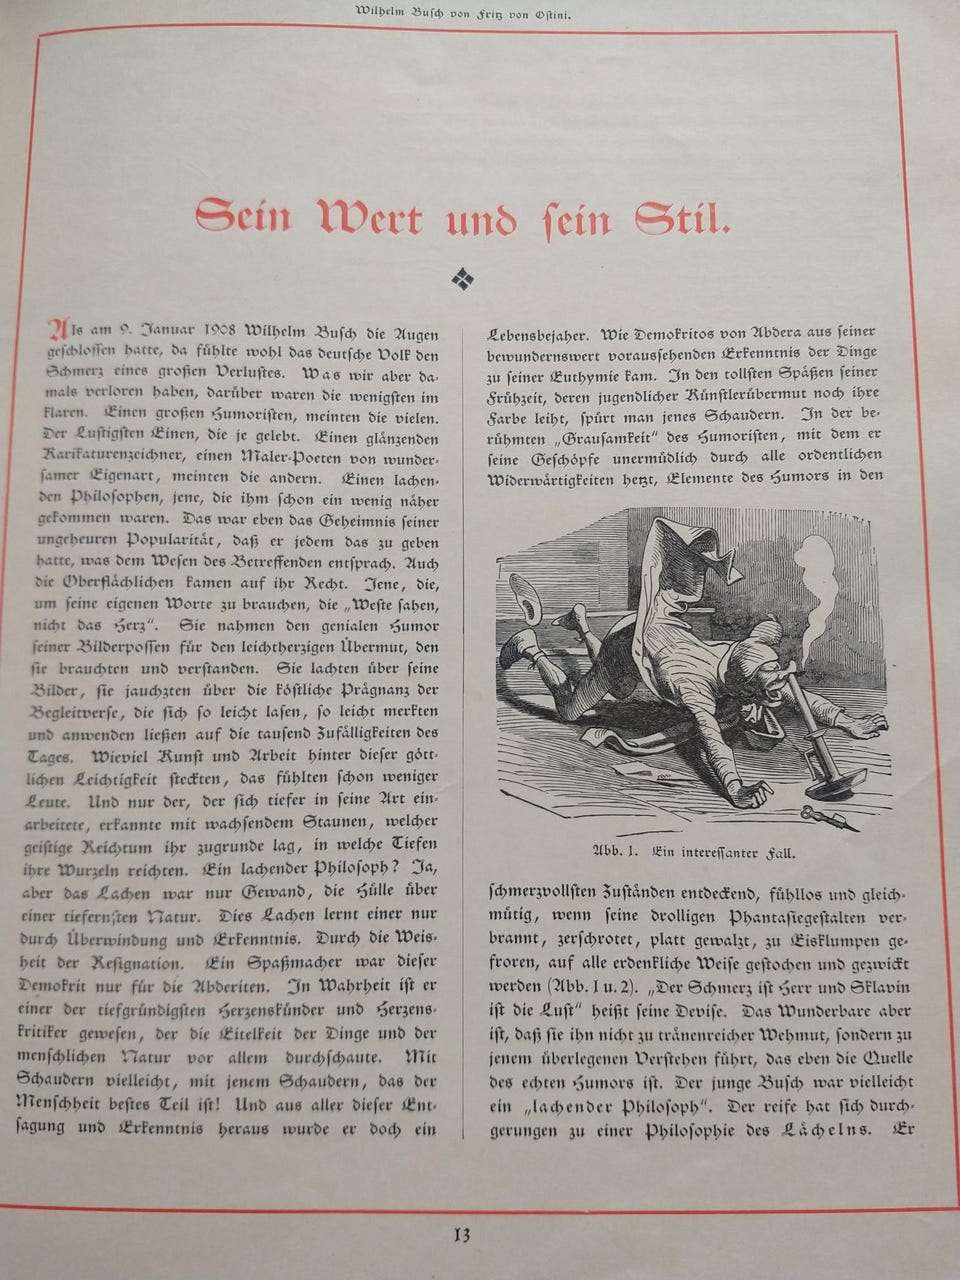 Wilhelm Busch von Fritz von Ostini.
Sein Wert und sein Stil.
Als am 9. Januar 1908 Wilhelm Busch die Augen
geschlossen hatte, da fühlte wohl das deutsche Volk den
Schmerz eines großen Verlustes. Was wir aber da-
mals verloren haben, darüber waren die wenigsten im
klaren. Einen großen Humoristen, meinten die vielen.
Der Lustigsten Einen, die je gelebt. Einen glänzenden
Karikaturenzeichner, einen Maler-Poeten von wunder-
samer Eigenart, meinten die andern. Einen lachen-
den Philosophen, jene, die ihm schon ein wenig näher
gekommen waren. Das war eben das Geheimnis seiner
ungeheuren Popularität, daß er jedem das zu geben
hatte, was dem Wesen des Betreffenden entsprach. Auch
die Oberflächlichen kamen auf ihr Recht. Jene, die,
um seine eigenen Worte zu brauchen, die „Weste sahen,
nicht das Herz“. Sie nahmen den genialen Humor
seiner Bilderpossen für den leichtherzigen Übermut, den
sie brauchten und verstanden. Sie lachten über seine
Bilder, sie jauchzten über die köstliche Prägnanz der
Begleitverse, die sich so leicht lasen, so leicht merkten
und anwenden ließen auf die tausend Zufälligkeiten des
Tages. Wieviel Kunst und Arbeit hinter dieser gött-
lichen Leichtigkeit steckten, das fühlten schon weniger
Leute. Und nur der, der sich tiefer in seine Art ein-
arbeitete, erkannte mit wachsendem Staunen, welcher
geistige Reichtum ihr zugrunde lag, in welche Tiefen
ihre Wurzeln reichten. Ein lachender Philosoph? Ja,
aber das Lachen war nur Gewand, die Hülle über
einer tiefernsten Natur. Dies Lachen lernt einer nur
durch Überwindung und Erkenntnis. Durch die Weis-
heit der Resignation. Ein Spaßmacher war dieser
Demokrit nur für die Abderiten. In Wahrheit ist er
einer der tiefgründigsten Herzenskünder und Herzens-
kritiker gewesen, der die Eitelkeit der Dinge und der
menschlichen Natur vor allem durchschaute. Mit
Schaudern vielleicht, mit jenem Schaudern, das der
Menschheit bestes Teil ist! Und aus aller dieser Ent-
sagung und Erkenntnis heraus wurde er doch ein
Lebensbejaher. Wie Demokritos von Abdera aus seiner
bewundernswert voraussehenden Erkenntnis der Dinge
zu seiner Euthymie kam. In den tollsten Späßen seiner
Frühzeit, deren jugendlicher Künstlerübermut noch ihre
Farbe leiht, spürt man jenes Schaudern. In der be-
rühmten „Grausamkeit“ des Humoristen, mit dem er
seine Geschöpfe unermüdlich durch alle ordentlichen
Widerwärtigkeiten hetzt, Elemente des Humors in den
Abb. 1. Ein interessanter Fall.
schmerzvollsten Zuständen entdeckend, fühllos und gleich-
mütig, wenn seine drolligen Phantasiegestalten ver-
brannt, zerschrotet, platt gewalzt, zu Eisklumpen ge-
froren, auf alle erdenkliche Weise gestochen und gezwickt
werden (Abb. 1 u. 2). „Der Schmerz ist Herr und Sklavin
ist die Lust“ heißt seine Devise. Das Wunderbare aber
ist, daß sie ihn nicht zu tränenreicher Wehmut, sondern zu
jenem überlegenen Verstehen führt, das eben die Quelle
des echten Humors ist. Der junge Busch war vielleicht
ein „lachender Philosoph“. Der reife hat sich durch-
gerungen zu einer Philosophie des Lächelns. Er
13